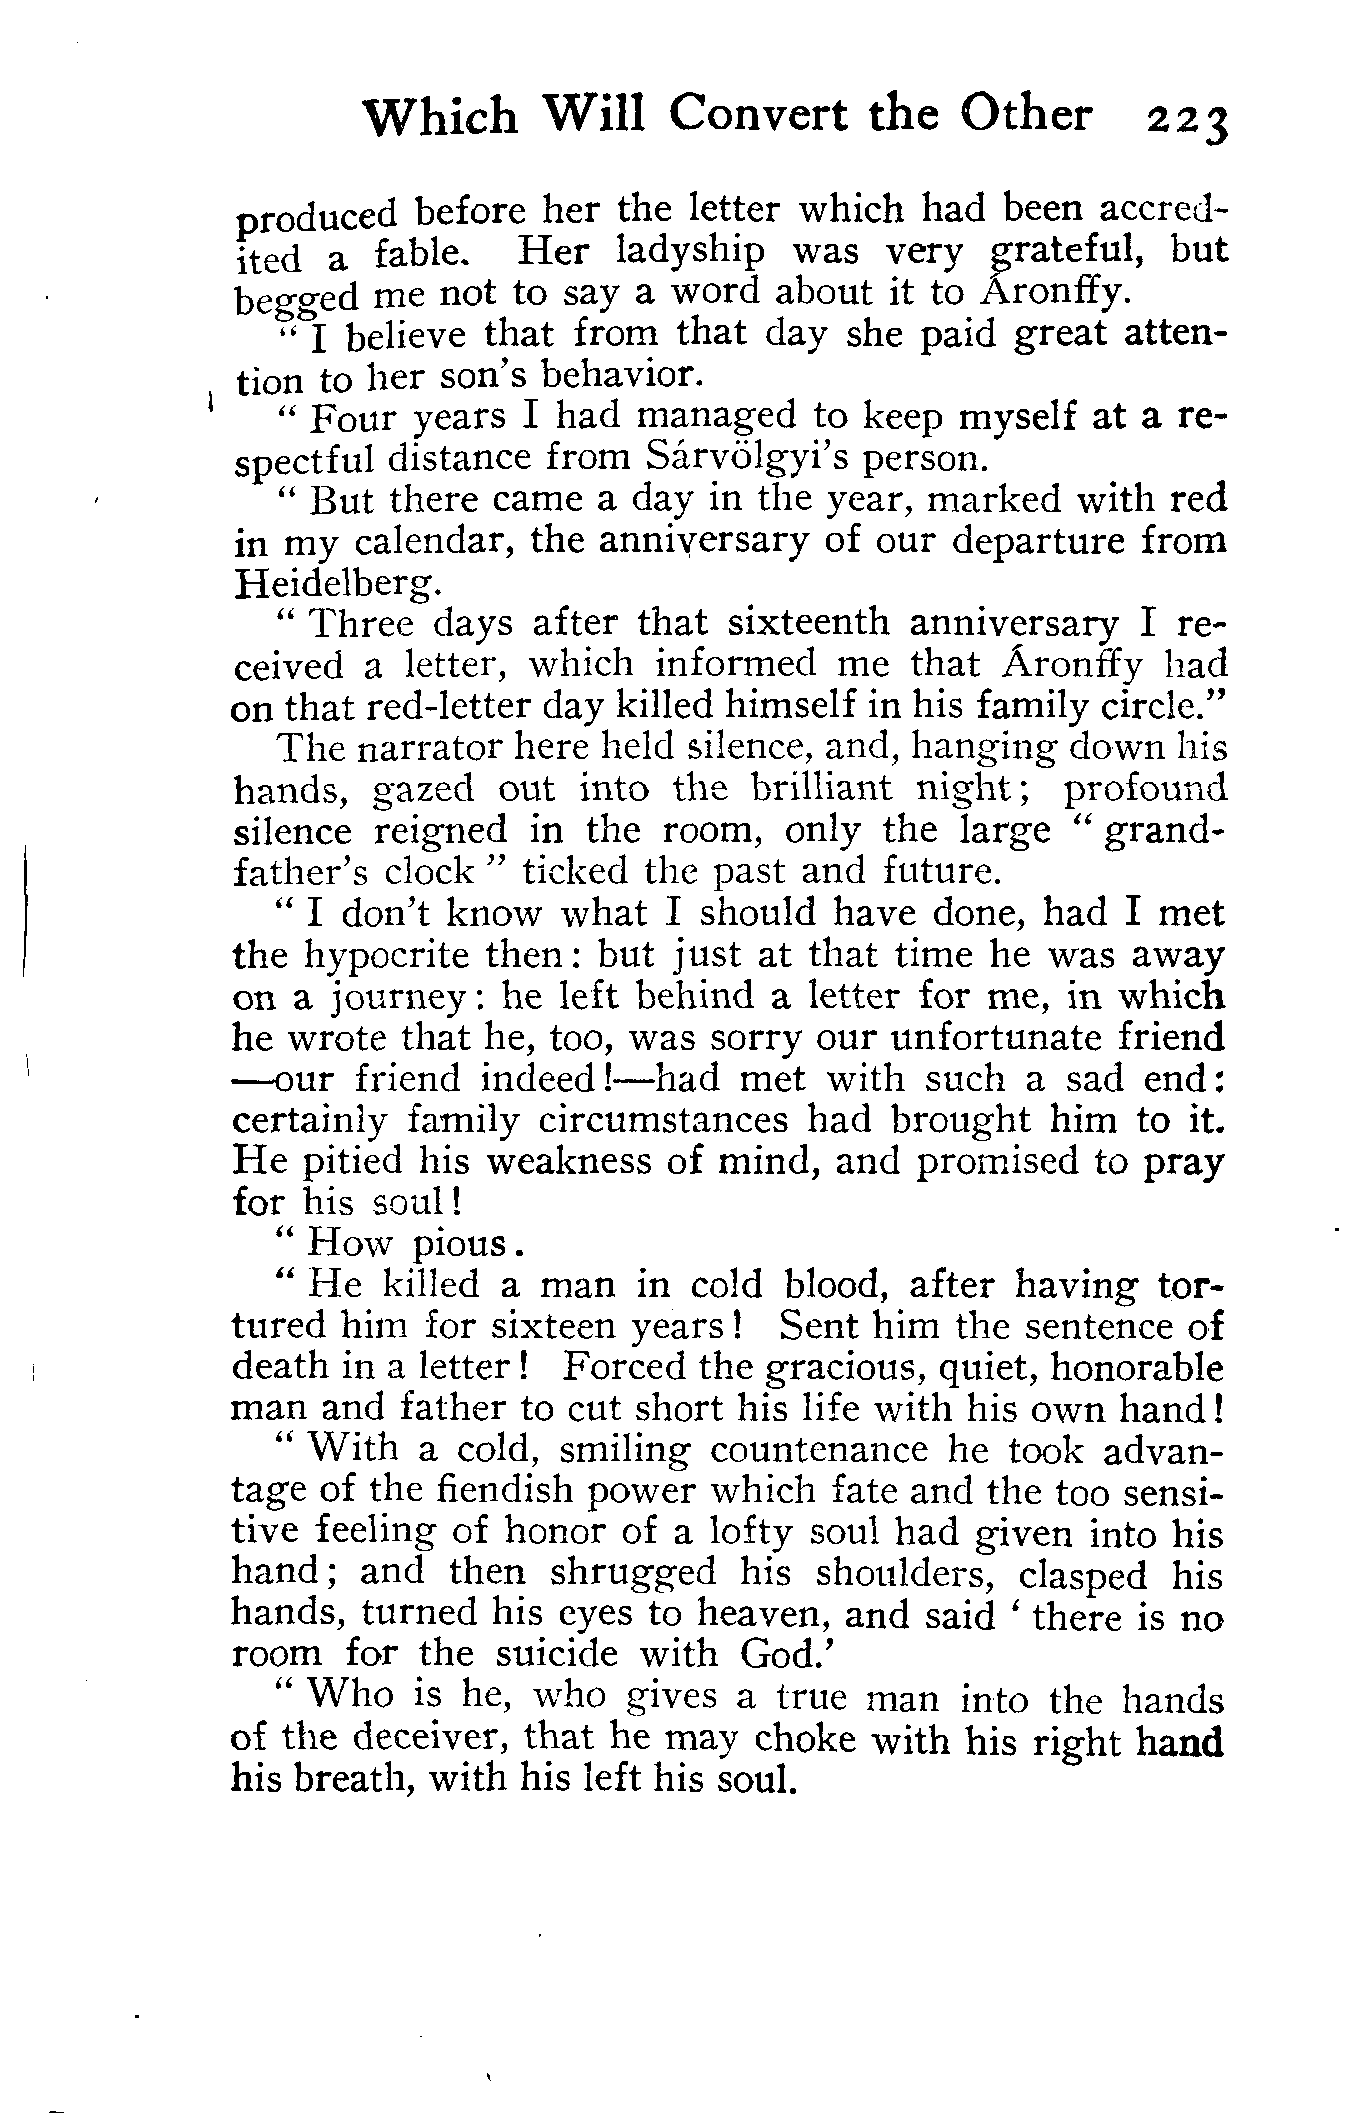 Which Will Convert the Other 223
produced before her the letter which had been accred-
ited a fable. Her ladyship was very grateful, but
begged me not to say a word about it to Áronffy.
“ I believe that from that day she paid great atten-
tion to her son’s behavior.
“ Four years I had managed to keep myself at a re-
spectful distance from Sárvölgyi’s person.
“ But there came a day in the year, marked with red
in my calendar, the anniversary of our departure from
Heidelberg.
“ Three days after that sixteenth anniversary I re-
ceived a letter, which informed me that Áronffy had
on that red-letter day killed himself in his family circle.”
The narrator here held silence, and, hanging down his
hands, gazed out into the brilliant night ; profound
silence reigned in the room, only the large “ grand-
father’s clock ” ticked the past and future.
“ I don’t know what I should have done, had I met
the hypocrite then : but just at that time he was away
on a journey : he left behind a letter for me, in which
he wrote that he, too, was sorry our unfortunate friend
—our friend indeed !—had met with such a sad end :
certainly family circumstances had brought him to it.
He pitied his weakness of mind, and promised to pray
for his soul !
“ How pious .
“ He killed a man in cold blood, after having tor-
tured him for sixteen years ! Sent him the sentence of
death in a letter ! Forced the gracious, quiet, honorable
man and father to cut short his life with his own hand !
“ With a cold, smiling countenance he took advan-
tage of the fiendish power which fate and the too sensi-
tive feeling of honor of a lofty soul had given into his
hand ; and then shrugged his shoulders, clasped his
hands, turned his eyes to heaven, and said ‘ there is no
room for the suicide with God.’
“ Who is he, who gives a true man into the hands
of the deceiver, that he may choke with his right hand
his breath, with his left his soul.